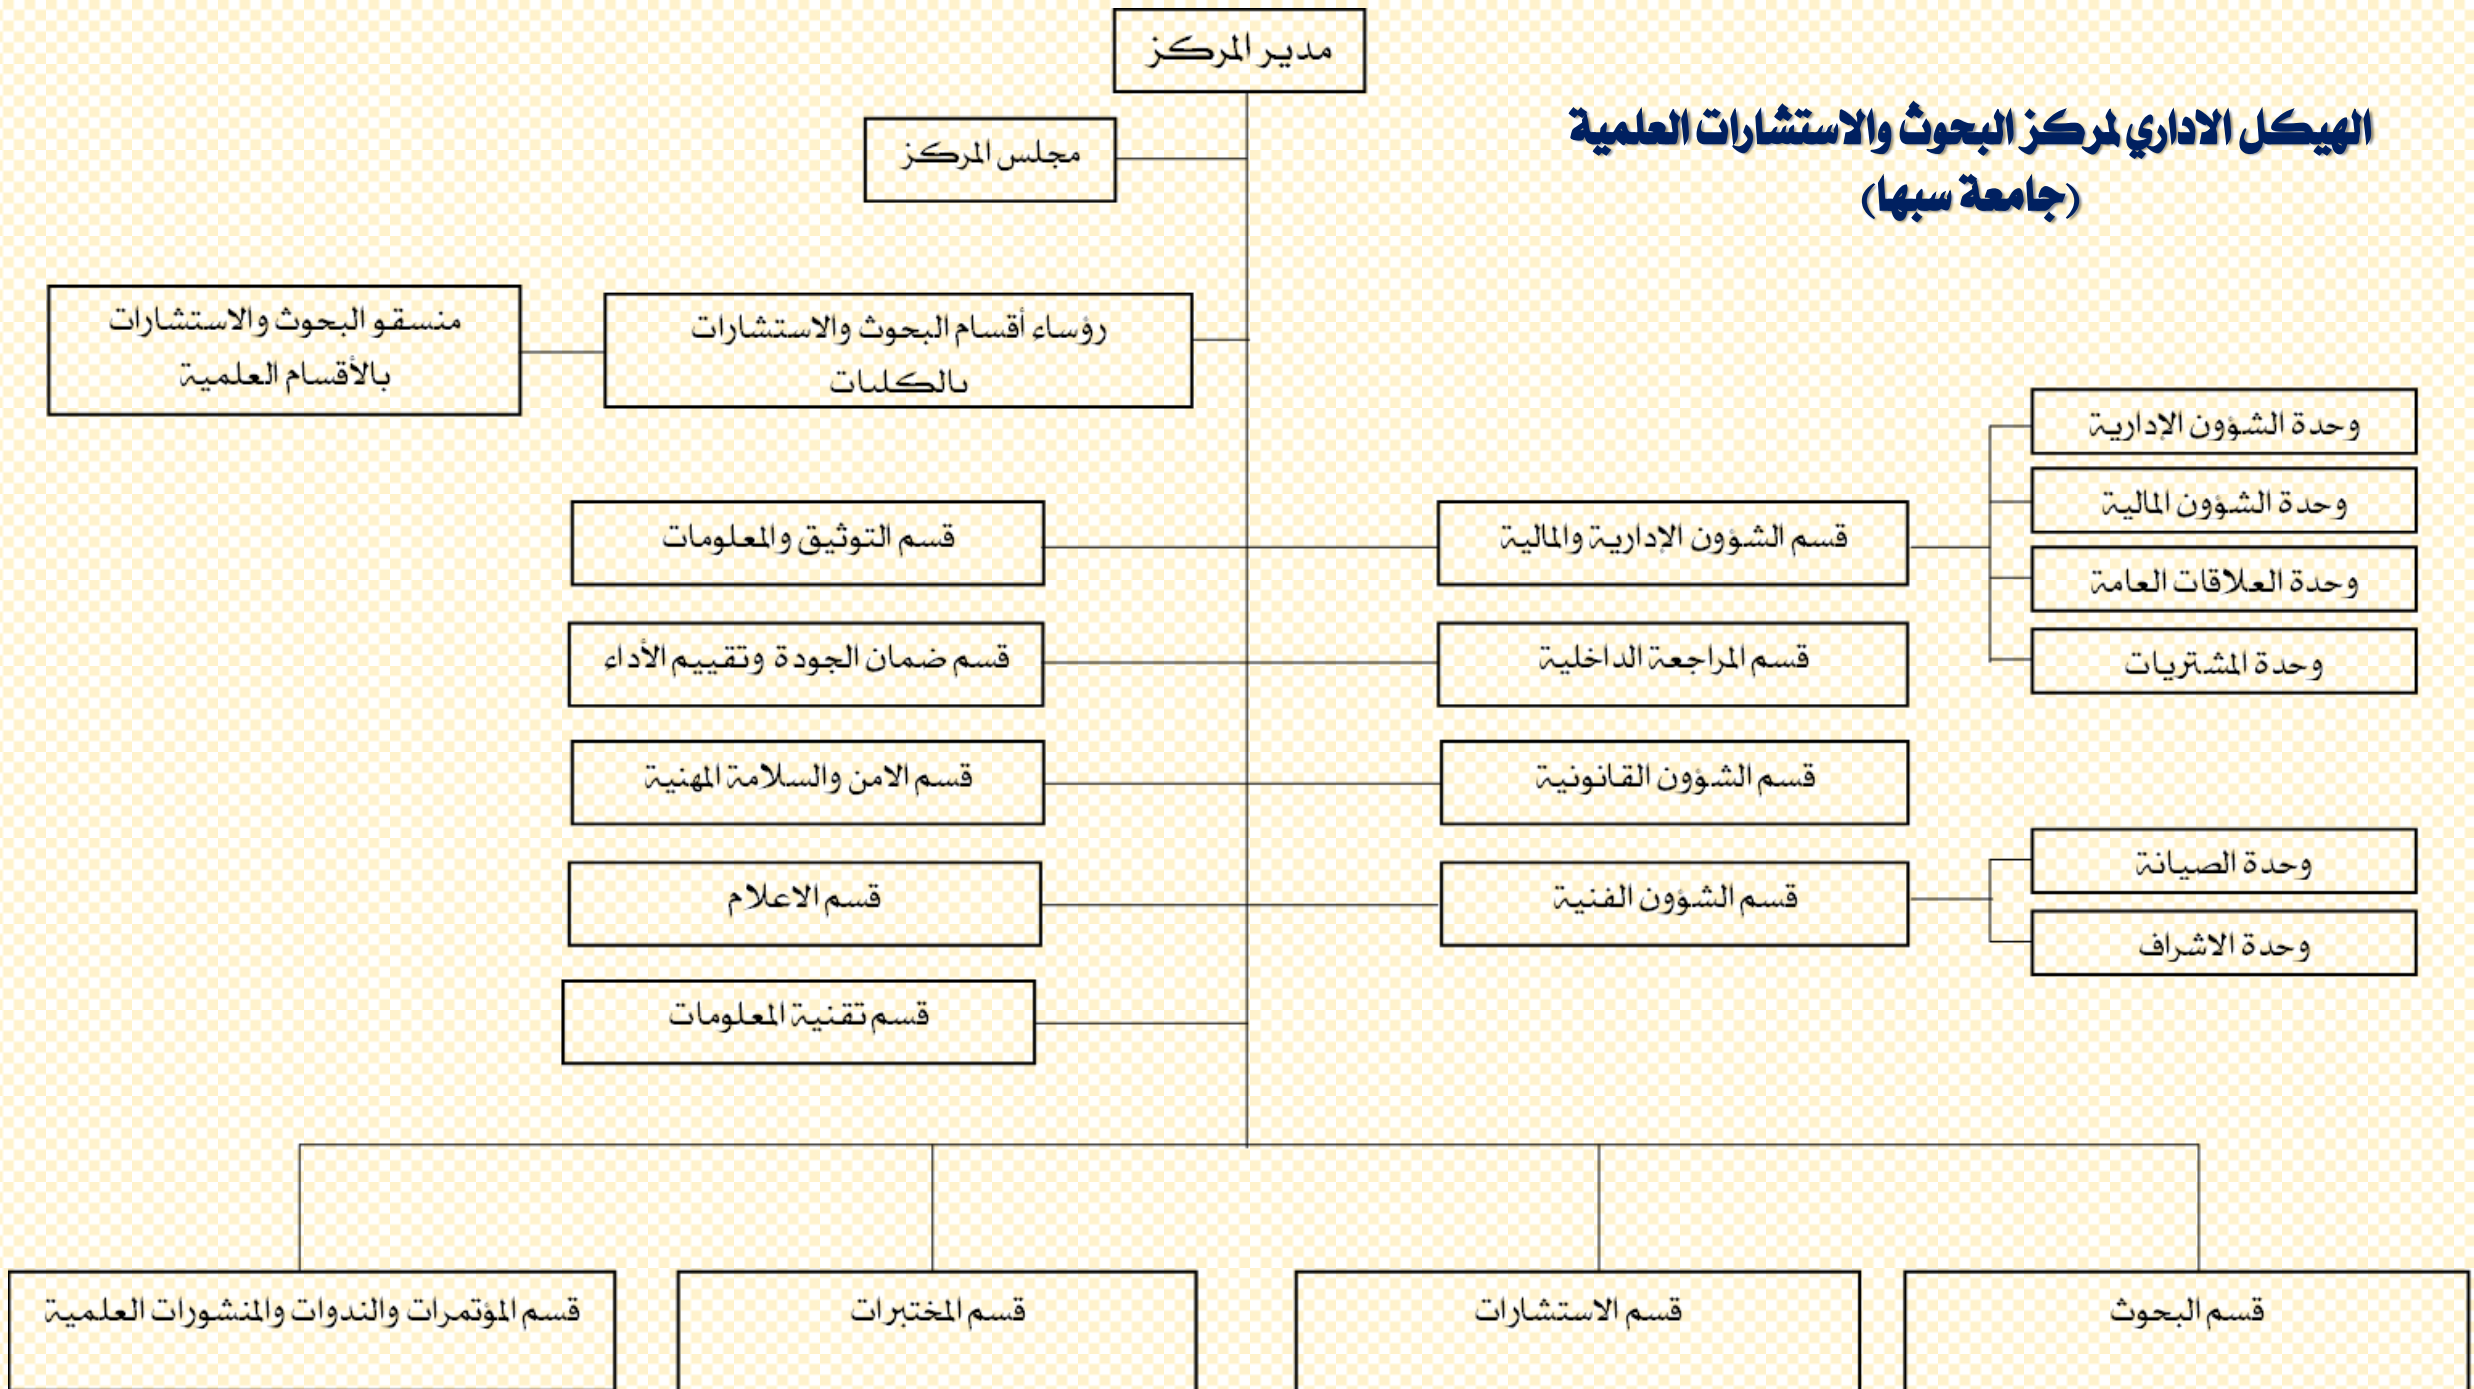 مدير المركز
الهيكل الاداري لمركز البحوث والاستشارات العلمية
(جامعة سبها)
مجلس المركز
رؤساء أقسام البحوث والاستشارات
بالكليات
منسقو البحوث والاستشارات
بالأقسام العلمية
وحدة الشؤون الإدارية
وحدة الشؤون المالية
وحدة العلاقات العامة
وحدة المشتريات
قسم الشؤون الإدارية والمالية
قسم التوثيق والمعلومات
قسم المراجعة الداخلية
قسم ضمان الجودة وتقييم الأداء
قسم الشؤون القانونية
قسم الامن والسلامة المهنية
وحدة الصيانة
وحدة الاشراف
قسم الشؤون الفنية
قسم الاعلام
قسم تقنية المعلومات
قسم البحوث
قسم الاستشارات
قسم المختبرات
قسم المؤتمرات والندوات والمنشورات العلمية